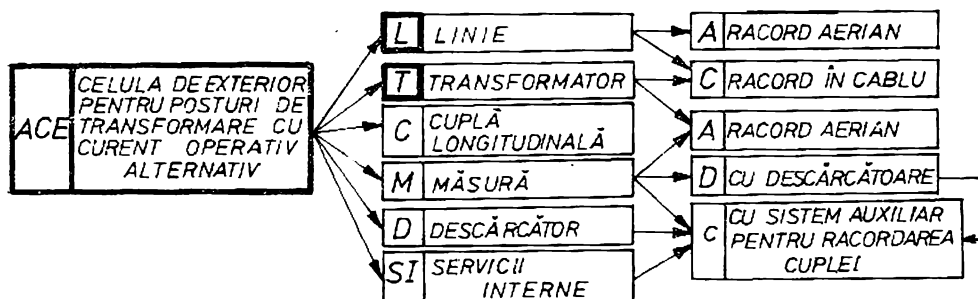 ACE
CELULA DE EXTERIOR
PENTRU POSTURI DE
TRANSFORMARE CU
CURENT OPERATIV
ALTERNATIV
L LINIE
T TRANSFORMATOR
C CUPLĂ
LONGITUDINALĂ
M MĂSURĂ
D DESCĂRCĂTOR
SI SERVICII
INTERNE
A RACORD AERIAN
C RACORD ÎN CABLU
A RACORD AERIAN
D CU DESCĂRCĂTOARE
C CU SISTEM AUXILIAR
PENTRU RACORDAREA
CUPLEI